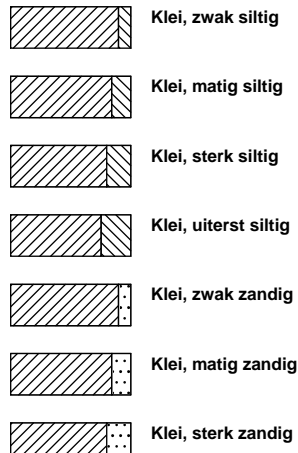 Klei, zwak siltig
Klei, matig siltig
Klei, sterk siltig
Klei, uiterst siltig
Klei, zwak zandig
Klei, matig zandig
Klei, sterk zandig